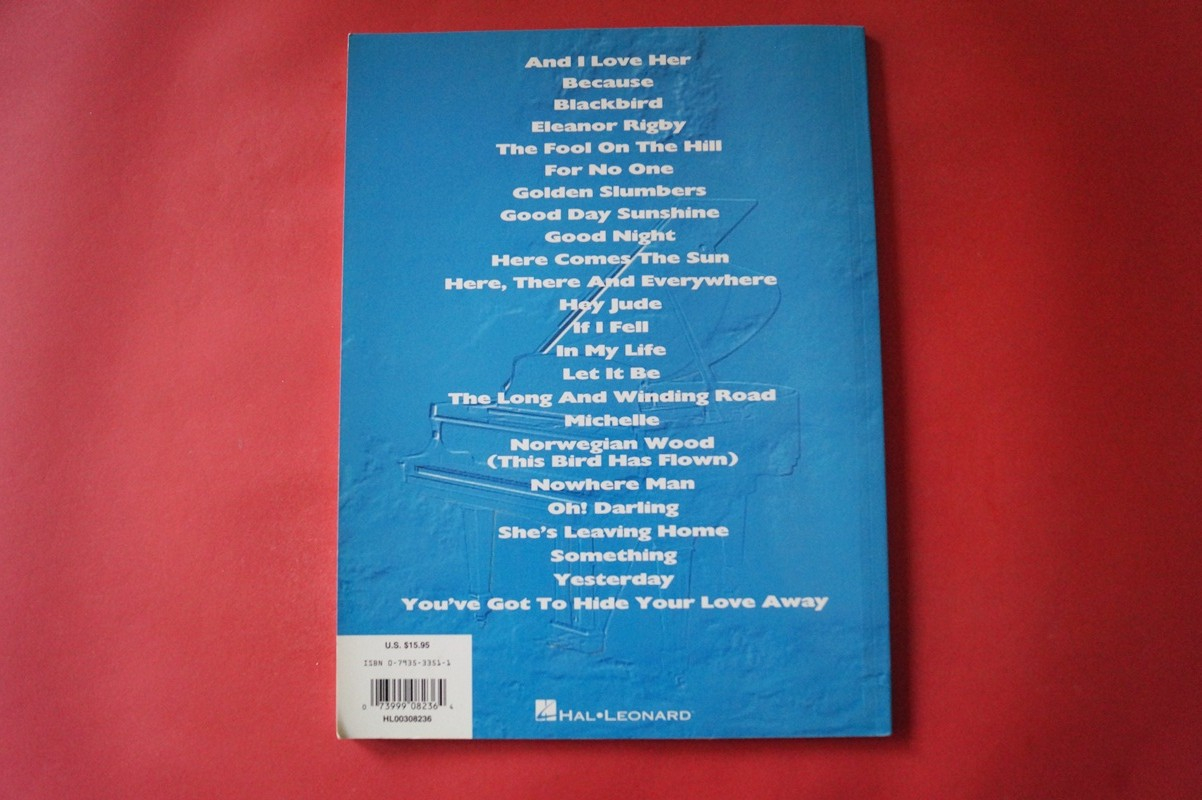 And I Love Her
Because
Blackbird
Eleanor Rigby
The Fool On The Hill
For No One
Golden Slumbers
Good Day Sunshine
Good Night
Here Comes The Sun
Here, There And Everywhere
Hey Jude
If I Fell
In My Life
Let It Be
The Long And Winding Road
Michelle
Norwegian Wood
(This Bird Has Flown)
Nowhere Man
Oh! Darling
She's Leaving Home
Something
Yesterday
You've Got To Hide Your Love Away
U.S. $15.95
ISBN 0-7935-3351-1
0 73999 08236 4
HL00308236
HAL•LEONARD